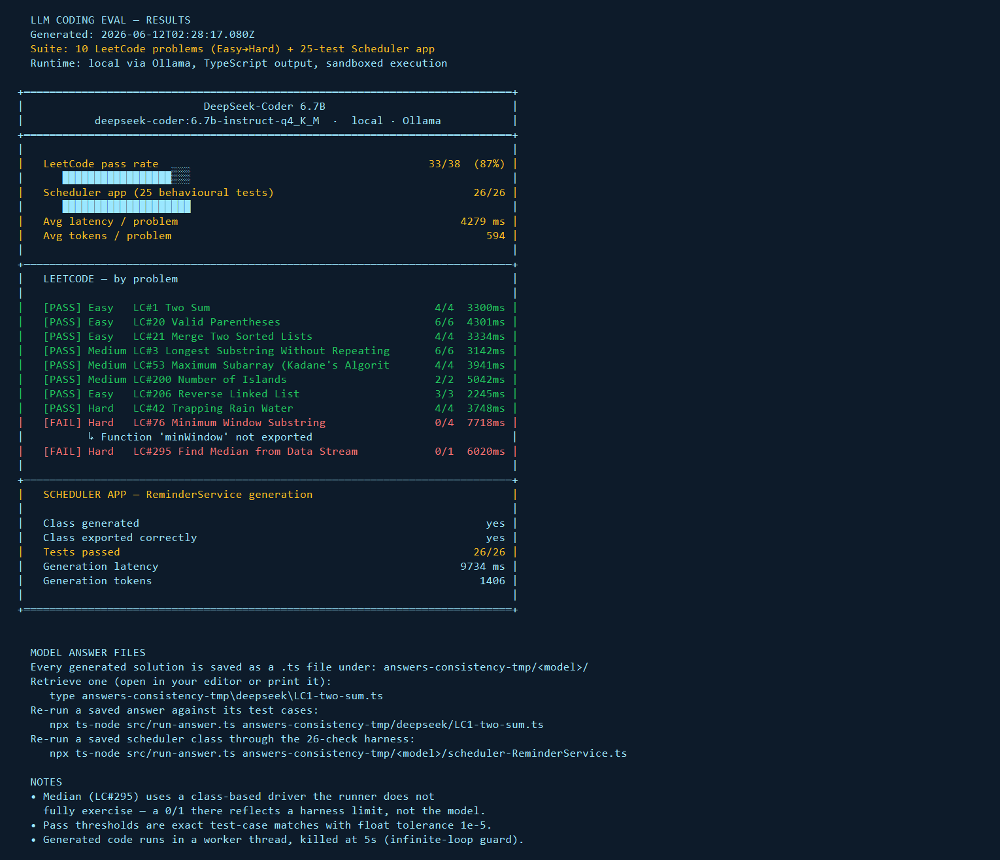 LLM CODING EVAL — RESULTS
Generated: 2026-06-12T02:28:17.080Z
Suite: 10 LeetCode problems (Easy→Hard) + 25-test Scheduler app
Runtime: local via Ollama, TypeScript output, sandboxed execution
DeepSeek-Coder 6.7B
deepseek-coder:6.7b-instruct-q4_K_M · local · Ollama
LeetCode pass rate 33/38 (87%)
Scheduler app (25 behavioural tests) 26/26
Avg latency / problem 4279 ms
Avg tokens / problem 594
LEETCODE — by problem
[PASS] Easy LC#1 Two Sum 4/4 3300ms
[PASS] Easy LC#20 Valid Parentheses 6/6 4301ms
[PASS] Easy LC#21 Merge Two Sorted Lists 4/4 3334ms
[PASS] Medium LC#3 Longest Substring Without Repeating 6/6 3142ms
[PASS] Medium LC#53 Maximum Subarray (Kadane's Algorit 4/4 3941ms
[PASS] Medium LC#200 Number of Islands 2/2 5042ms
[PASS] Easy LC#206 Reverse Linked List 3/3 2245ms
[PASS] Hard LC#42 Trapping Rain Water 4/4 3748ms
[FAIL] Hard LC#76 Minimum Window Substring 0/4 7718ms
↳ Function 'minWindow' not exported
[FAIL] Hard LC#295 Find Median from Data Stream 0/1 6020ms
SCHEDULER APP — ReminderService generation
Class generated yes
Class exported correctly yes
Tests passed 26/26
Generation latency 9734 ms
Generation tokens 1406
MODEL ANSWER FILES
Every generated solution is saved as a .ts file under: answers-consistency-tmp/<model>/
Retrieve one (open in your editor or print it):
type answers-consistency-tmp\deepseek\LC1-two-sum.ts
Re-run a saved answer against its test cases:
npx ts-node src/run-answer.ts answers-consistency-tmp/deepseek/LC1-two-sum.ts
Re-run a saved scheduler class through the 26-check harness:
npx ts-node src/run-answer.ts answers-consistency-tmp/<model>/scheduler-ReminderService.ts
NOTES
• Median (LC#295) uses a class-based driver the runner does not
fully exercise — a 0/1 there reflects a harness limit, not the model.
• Pass thresholds are exact test-case matches with float tolerance 1e-5.
• Generated code runs in a worker thread, killed at 5s (infinite-loop guard).